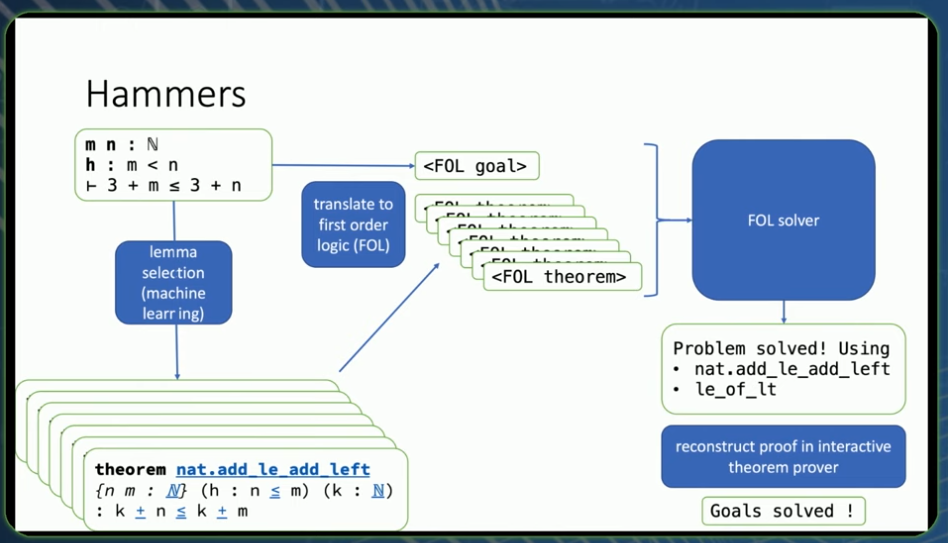 Hammers
m n : ℕ
h : m < n
⊢ 3 + m ≤ 3 + n
lemma
selection
(machine
learr ing)
theorem nat.add_le_add_left
{n m : ℕ} (h : n ≤ m) (k : ℕ)
: k + n ≤ k + m
translate to
first order
logic (FOL)
<FOL goal>
<FOL theorem>
<FOL theorem>
<FOL theorem>
<FOL theorem>
<FOL theorem>
<FOL theorem>
<FOL theorem>
FOL solver
Problem solved! Using
• nat.add_le_add_left
• le_of_lt
reconstruct proof in interactive
theorem prover
Goals solved !